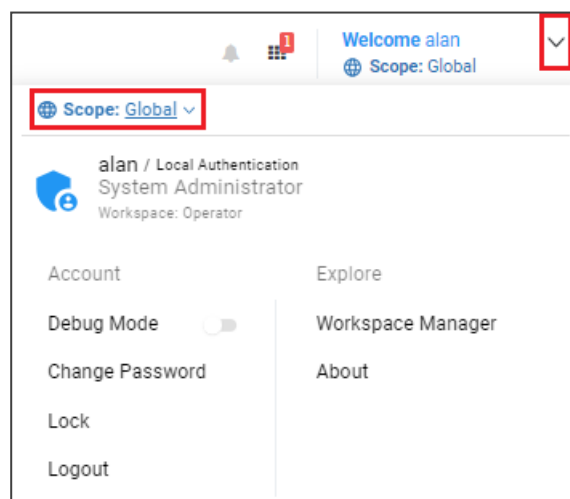 1
Welcome alan
Scope: Global
Scope: Global
alan / Local Authentication
System Administrator
Workspace: Operator
Account
Explore
Debug Mode
Workspace Manager
Change Password
About
Lock
Logout